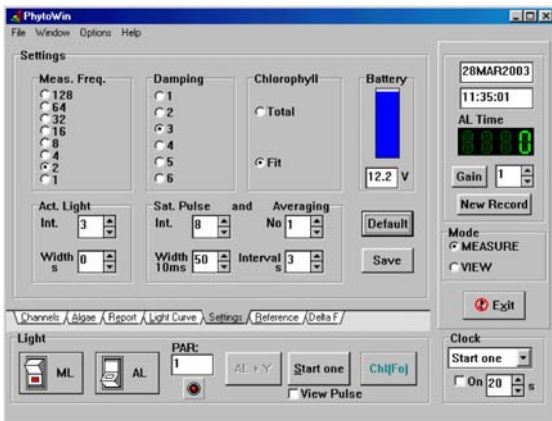 PhytoWin
File Window Options Help
Settings
Meas. Freq.
128
64
32
16
8
4
2
1
Damping
1
2
3
4
5
6
Chlorophyll
Total
Fit
Battery
12.2 V
Act. Light
Int. 3
Width s 0
Sat. Pulse and Averaging
Int. 8 No 1
Width 10ms 50 Interval s 3
Default
Save
28MAR2003
11:35:01
AL Time
0
Gain 1
New Record
Mode
MEASURE
VIEW
Exit
Channels Algae Report Light Curve Settings Reference Delta F
Light
ML
AL
PAR:
1
AL + Y
Start one
View Pulse
Chl(Fo)
Clock
Start one
On 20 s